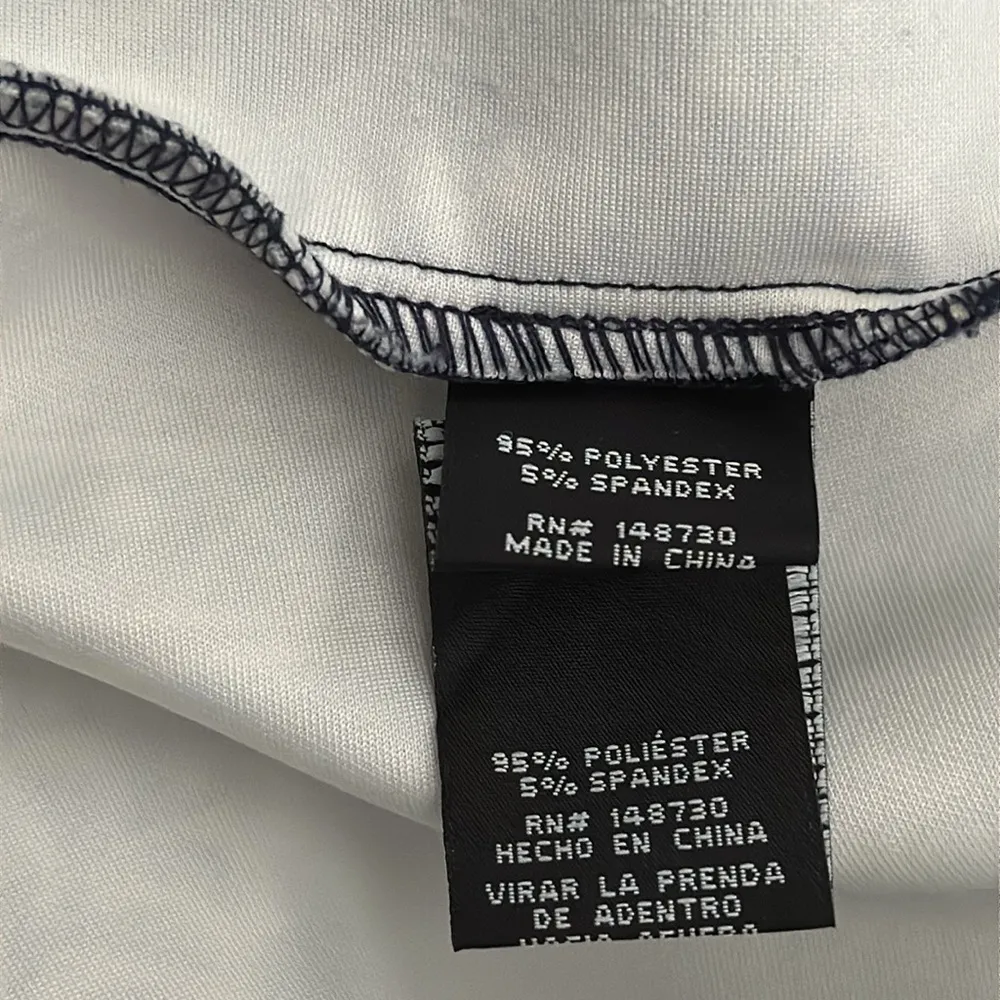 95% POLYESTER
5% SPANDEX
RN# 148730
MADE IN CHINA
95% POLIÉSTER
5% SPANDEX
RN# 148730
HECHO EN CHINA
VIRAR LA PRENDA
DE ADENTRO